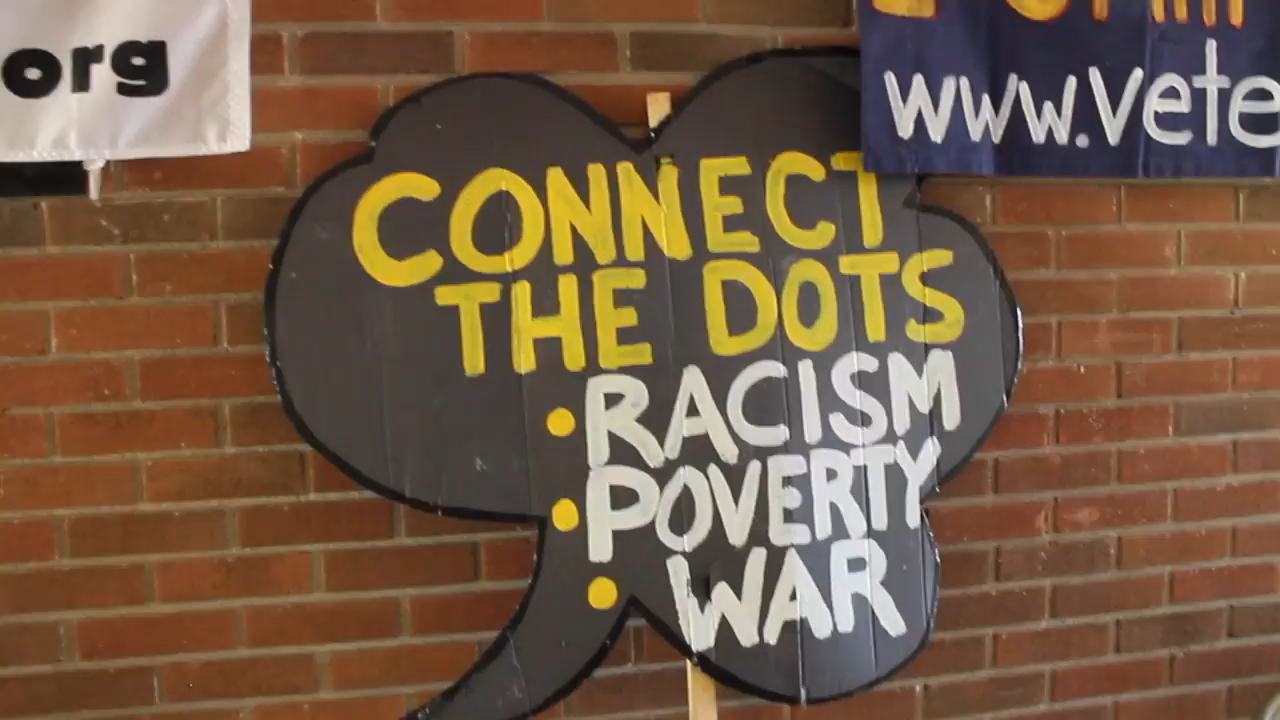 org
www.vete
CONNECT
THE DOTS
• RACISM
• POVERTY
• WAR